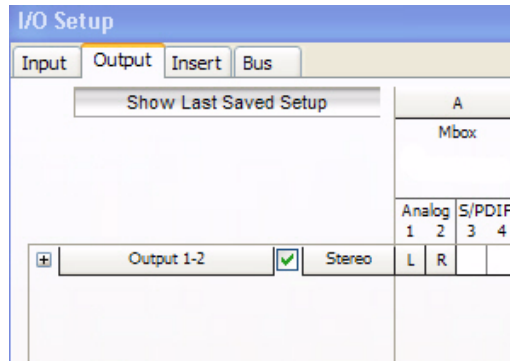 I/O Setup
Input Output Insert Bus
Show Last Saved Setup A
Mbox
Analog S/PDIF
1 2 3 4
Output 1-2 Stereo L R